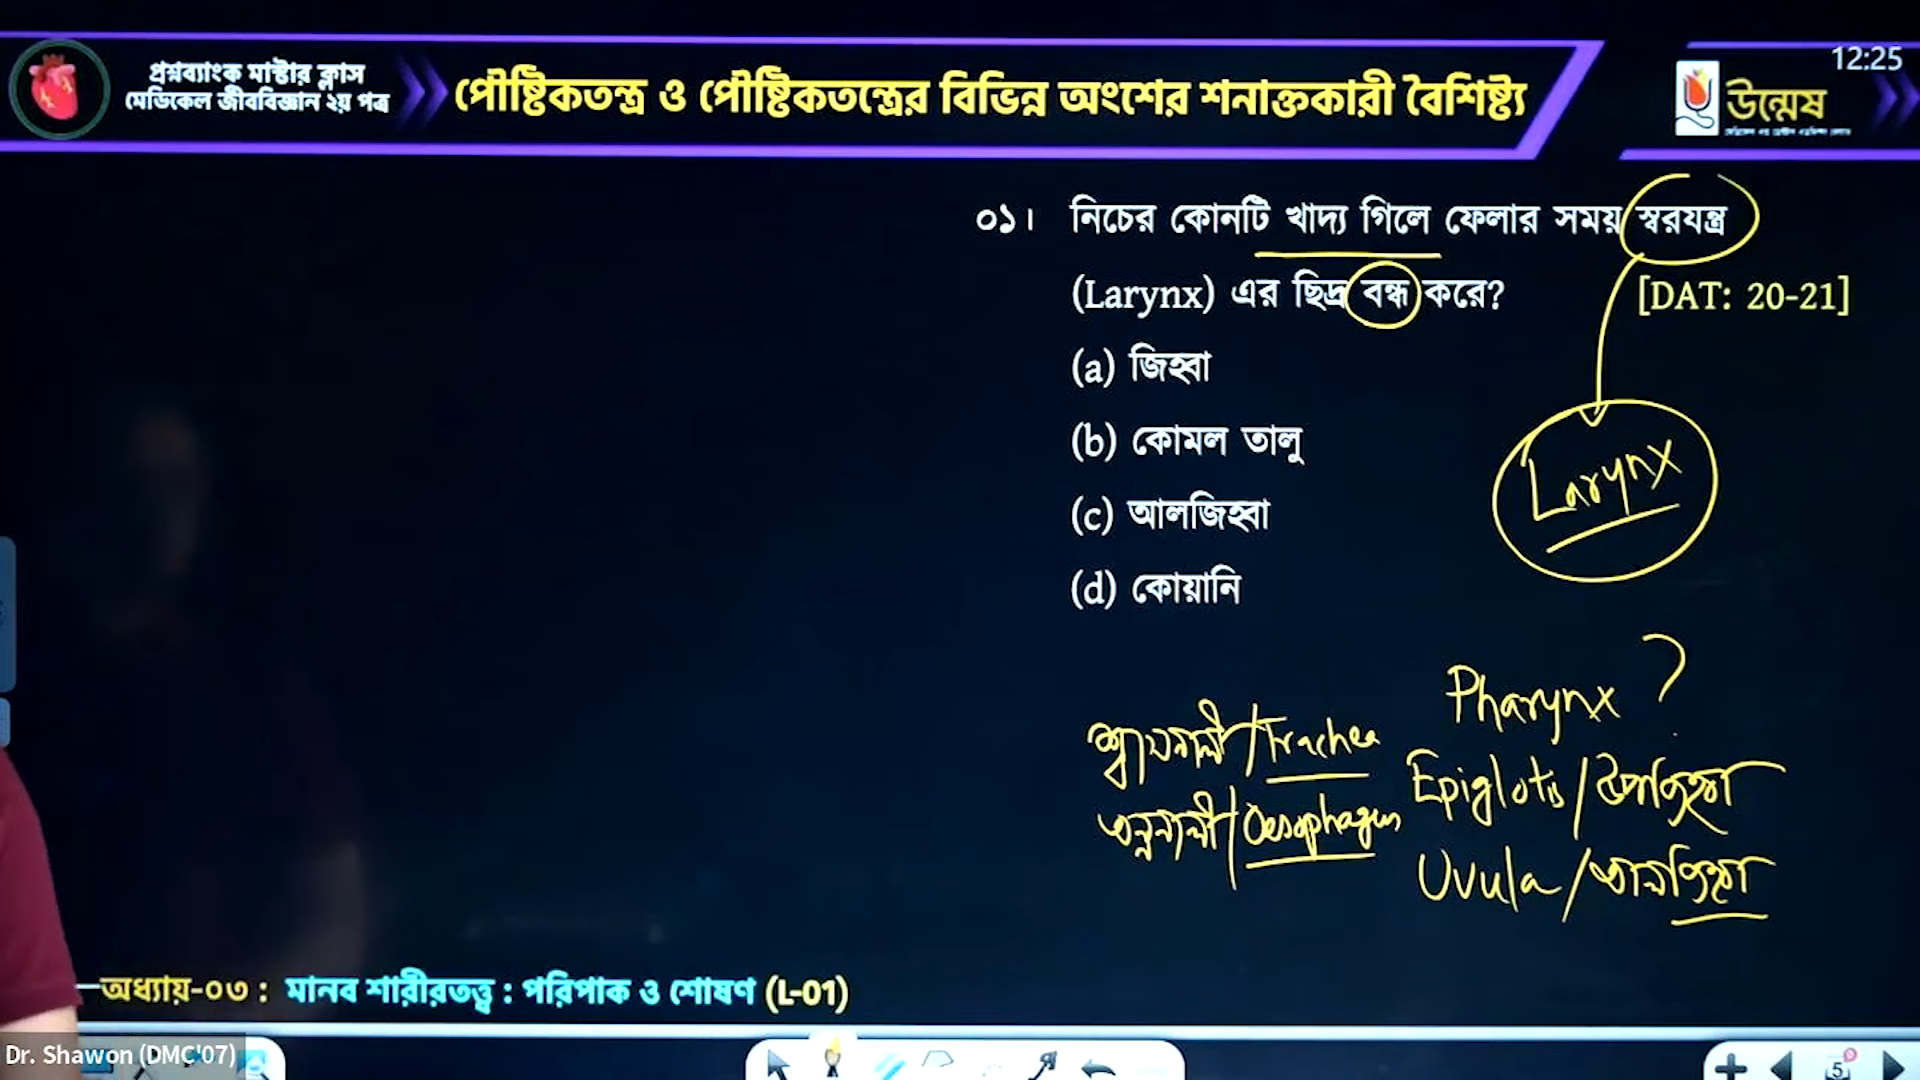 12:25
প্রশ্নব্যাংক মাস্টার ক্লাস
মেডিকেল জীববিজ্ঞান ২য় পত্র
পৌষ্টিকতন্ত্র ও পৌষ্টিকতন্ত্রের বিভিন্ন অংশের শনাক্তকারী বৈশিষ্ট্য
উন্মেষ
০১। নিচের কোনটি খাদ্য গিলে ফেলার সময় স্বরযন্ত্র
(Larynx) এর ছিদ্র বন্ধ করে? [DAT: 20-21]
(a) জিহ্বা
(b) কোমল তালু
(c) আলজিহ্বা
(d) কোয়ানি
Larynx
Pharynx ?
শ্বাসনালী/Trachea
Epiglotis/উপজিহ্বা
অন্ননালী/Oesophagus
Uvula/আলজিহ্বা
অধ্যায়-০৩ : মানব শারীরতত্ত্ব : পরিপাক ও শোষণ (L-01)
Dr. Shawon (DMC'07)
5